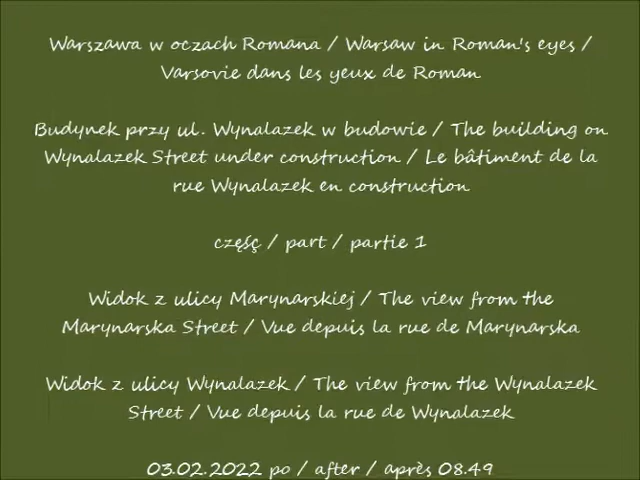 Warszawa w oczach Romana / Warsaw in Roman's eyes /
Varsovie dans les yeux de Roman
Budynek przy ul. Wynalazek w budowie / The building on
Wynalazek Street under construction / Le bâtiment de la
rue Wynalazek en construction
częśç / part / partie 1
Widok z ulicy Marynarskiej / The view from the
Marynarska Street / Vue depuis la rue de Marynarska
Widok z ulicy Wynalazek / The view from the Wynalazek
Street / Vue depuis la rue de Wynalazek
03.02.2022 po / after / après 08.49